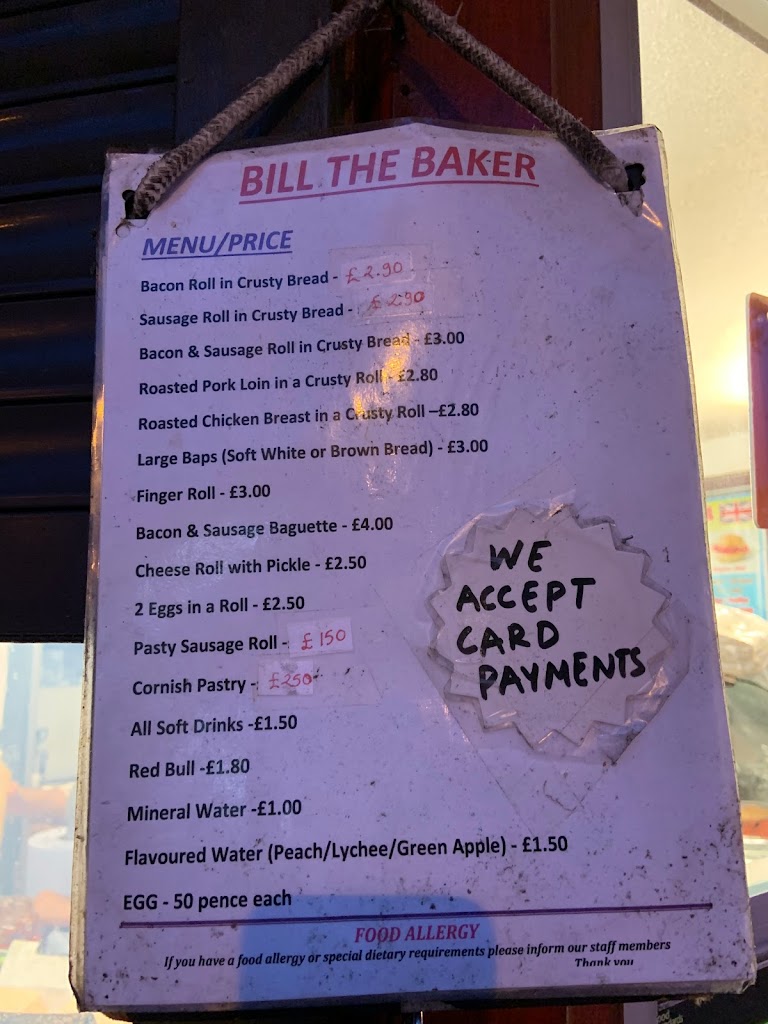 BILL THE BAKER
MENU/PRICE
Bacon Roll in Crusty Bread - £2.90
Sausage Roll in Crusty Bread - £2.90
Bacon & Sausage Roll in Crusty Bread - £3.00
Roasted Pork Loin in a Crusty Roll - £2.80
Roasted Chicken Breast in a Crusty Roll –£2.80
Large Baps (Soft White or Brown Bread) - £3.00
Finger Roll - £3.00
Bacon & Sausage Baguette - £4.00
Cheese Roll with Pickle - £2.50
2 Eggs in a Roll - £2.50
Pasty Sausage Roll - £150
Cornish Pastry - £250
All Soft Drinks -£1.50
Red Bull -£1.80
Mineral Water -£1.00
Flavoured Water (Peach/Lychee/Green Apple) - £1.50
EGG - 50 pence each
WE
ACCEPT
CARD
PAYMENTS
FOOD ALLERGY
If you have a food allergy or special dietary requirements please inform our staff members
Thank you